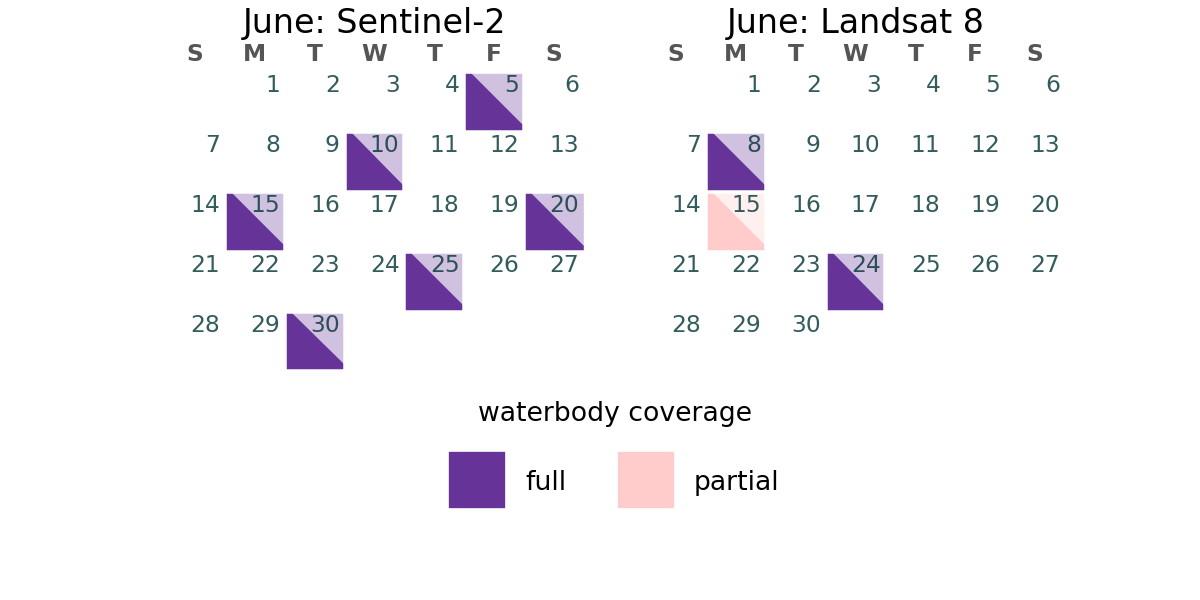 June: Sentinel-2
S M T W T F S
1 2 3 4 5 6
7 8 9 10 11 12 13
14 15 16 17 18 19 20
21 22 23 24 25 26 27
28 29 30
June: Landsat 8
S M T W T F S
1 2 3 4 5 6
7 8 9 10 11 12 13
14 15 16 17 18 19 20
21 22 23 24 25 26 27
28 29 30
waterbody coverage
full partial